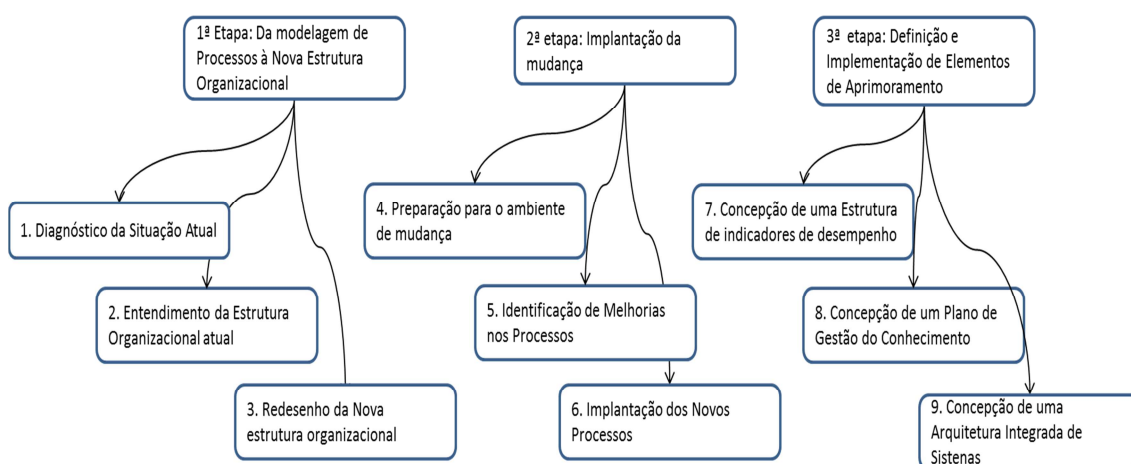 1ª Etapa: Da modelagem de
Processos à Nova Estrutura
Organizacional
2ª etapa: Implantação da
mudança
3ª etapa: Definição e
Implementação de Elementos
de Aprimoramento
1. Diagnóstico da Situação Atual
2. Entendimento da Estrutura
Organizacional atual
3. Redesenho da Nova
estrutura organizacional
4. Preparação para o ambiente
de mudança
5. Identificação de Melhorias
nos Processos
6. Implantação dos Novos
Processos
7. Concepção de uma Estrutura
de indicadores de desempenho
8. Concepção de um Plano de
Gestão do Conhecimento
9. Concepção de uma
Arquitetura Integrada de
Sistenas